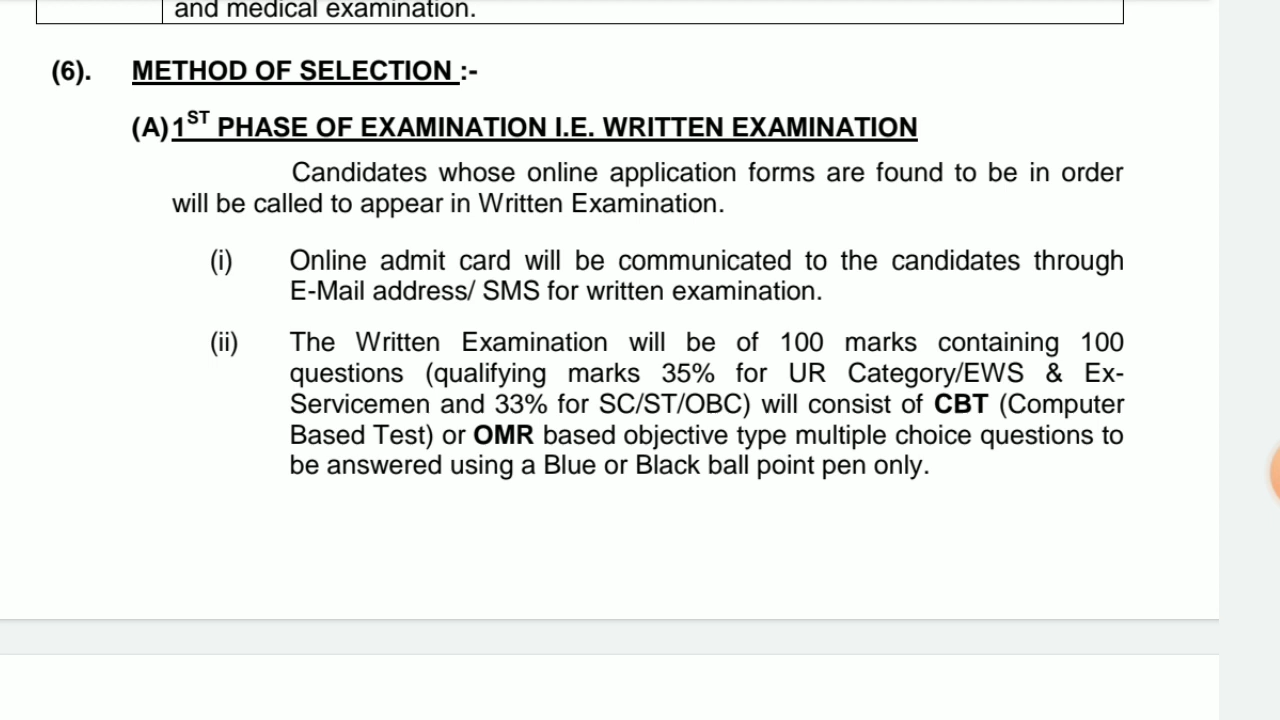 and medical examination.
(6). METHOD OF SELECTION :-
(A) 1ST PHASE OF EXAMINATION I.E. WRITTEN EXAMINATION
Candidates whose online application forms are found to be in order
will be called to appear in Written Examination.
(i) Online admit card will be communicated to the candidates through
E-Mail address/ SMS for written examination.
(ii) The Written Examination will be of 100 marks containing 100
questions (qualifying marks 35% for UR Category/EWS & Ex-
Servicemen and 33% for SC/ST/OBC) will consist of CBT (Computer
Based Test) or OMR based objective type multiple choice questions to
be answered using a Blue or Black ball point pen only.